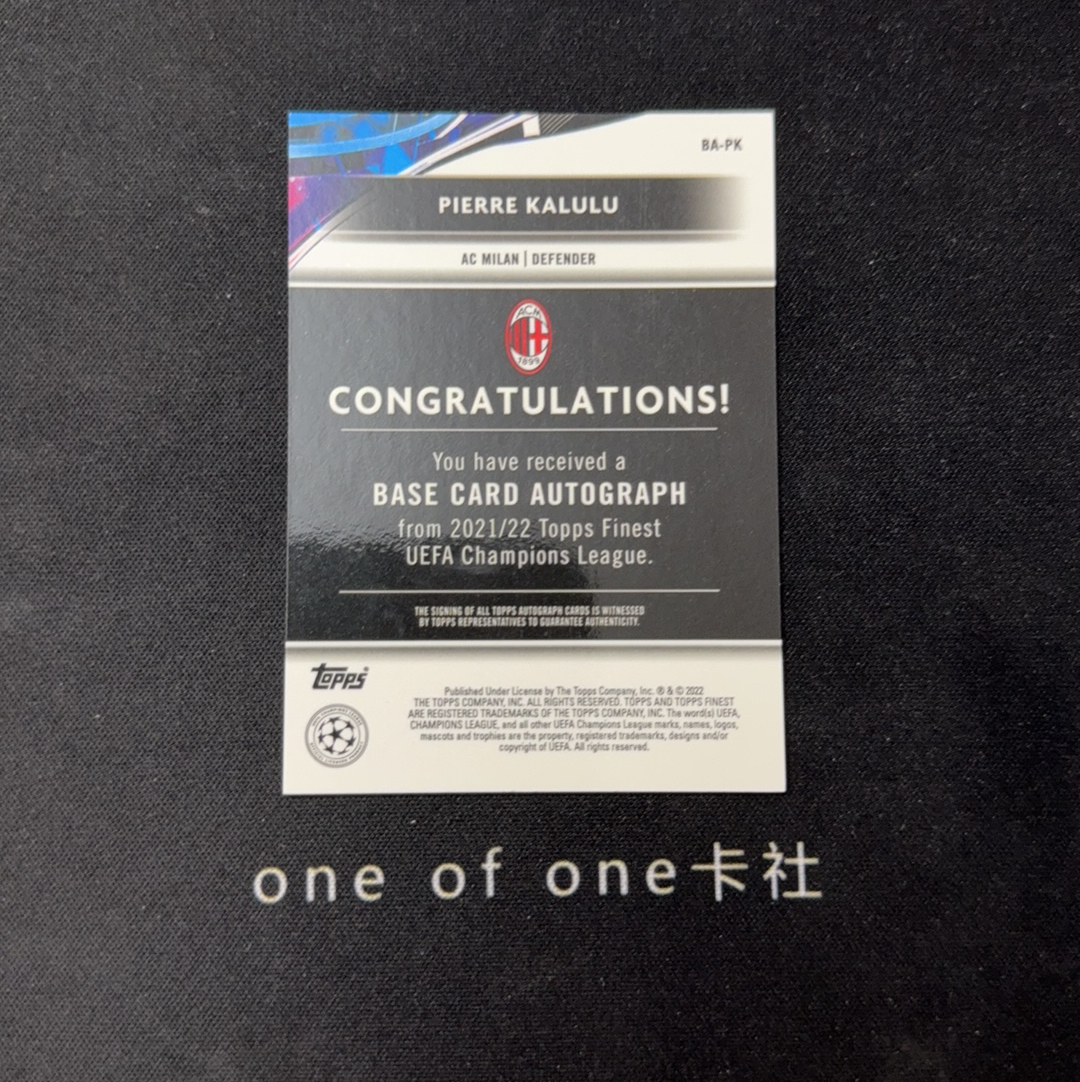 BA-PK
PIERRE KALULU
AC MILAN | DEFENDER
ACM
1899
CONGRATULATIONS!
You have received a
BASE CARD AUTOGRAPH
from 2021/22 Topps Finest
UEFA Champions League.
THE SIGNING OF ALL TOPPS AUTOGRAPH CARDS IS WITNESSED
BY TOPPS REPRESENTATIVES TO GUARANTEE AUTHENTICITY.
topps®
Published Under License by The Topps Company, Inc. ® & © 2022
THE TOPPS COMPANY, INC. ALL RIGHTS RESERVED. TOPPS AND TOPPS FINEST
ARE REGISTERED TRADEMARKS OF THE TOPPS COMPANY, INC. The word(s) UEFA,
CHAMPIONS LEAGUE, and all other UEFA Champions League marks, names, logos,
mascots and trophies are the property, registered trademarks, designs and/or
copyright of UEFA. All rights reserved.
one of one卡社